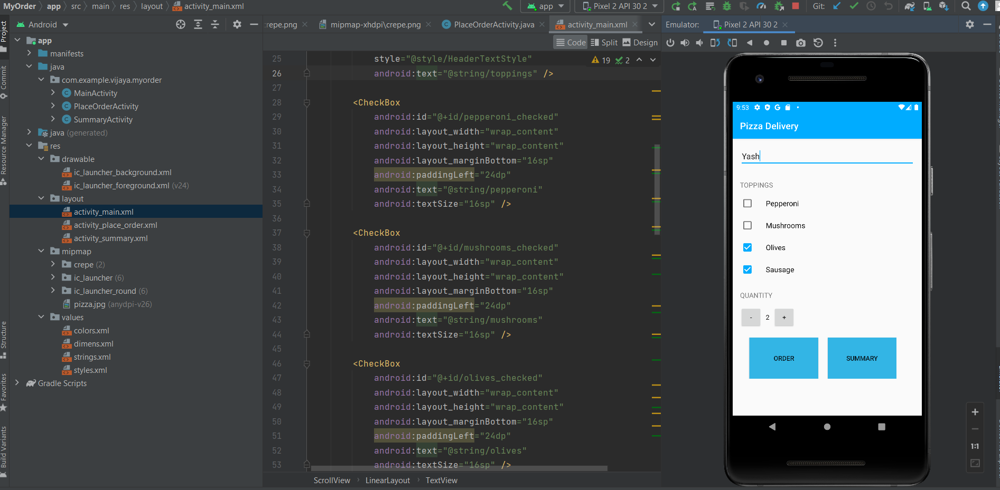 MyOrder app src main res layout activity_main.xml
app Pixel 2 API 30 2 Git:
Project
Android
crepe.png mipmap-xhdpi\crepe.png PlaceOrderActivity.java activity_main.xml
Emulator: Pixel 2 API 30 2
Code Split Design
app
manifests
java
com.example.vijaya.myorder
MainActivity
PlaceOrderActivity
SummaryActivity
java (generated)
res
drawable
ic_launcher_background.xml
ic_launcher_foreground.xml (v24)
layout
activity_main.xml
activity_place_order.xml
activity_summary.xml
mipmap
crepe (2)
ic_launcher (6)
ic_launcher_round (6)
pizza.jpg (anydpi-v26)
values
colors.xml
dimens.xml
strings.xml
styles.xml
Gradle Scripts
Commit
Resource Manager
Structure
Favorites
Build Variants
19 2
25 style="@style/HeaderTextStyle"
26 android:text="@string/toppings" />
27
28 <CheckBox
29 android:id="@+id/pepperoni_checked"
30 android:layout_width="wrap_content"
31 android:layout_height="wrap_content"
32 android:layout_marginBottom="16sp"
33 android:paddingLeft="24dp"
34 android:text="@string/pepperoni"
35 android:textSize="16sp" />
36
37 <CheckBox
38 android:id="@+id/mushrooms_checked"
39 android:layout_width="wrap_content"
40 android:layout_height="wrap_content"
41 android:layout_marginBottom="16sp"
42 android:paddingLeft="24dp"
43 android:text="@string/mushrooms"
44 android:textSize="16sp" />
45
46 <CheckBox
47 android:id="@+id/olives_checked"
48 android:layout_width="wrap_content"
49 android:layout_height="wrap_content"
50 android:layout_marginBottom="16sp"
51 android:paddingLeft="24dp"
52 android:text="@string/olives"
53 android:textSize="16sp" />
ScrollView LinearLayout TextView
9:53
Pizza Delivery
Yash
TOPPINGS
Pepperoni
Mushrooms
Olives
Sausage
QUANTITY
- 2 +
ORDER SUMMARY
1:1